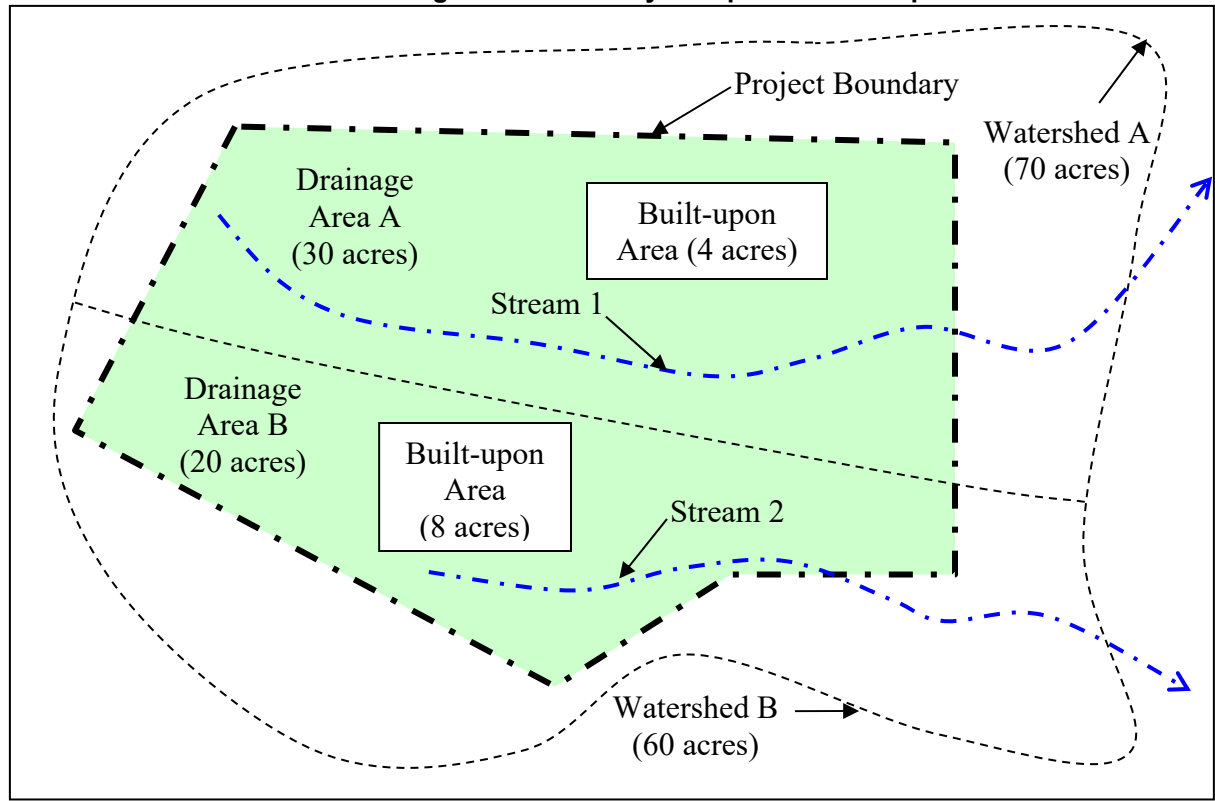 Project Boundary
Watershed A
(70 acres)
Drainage
Area A
(30 acres)
Built-upon
Area (4 acres)
Stream 1
Drainage
Area B
(20 acres)
Built-upon
Area
(8 acres)
Stream 2
Watershed B
(60 acres)